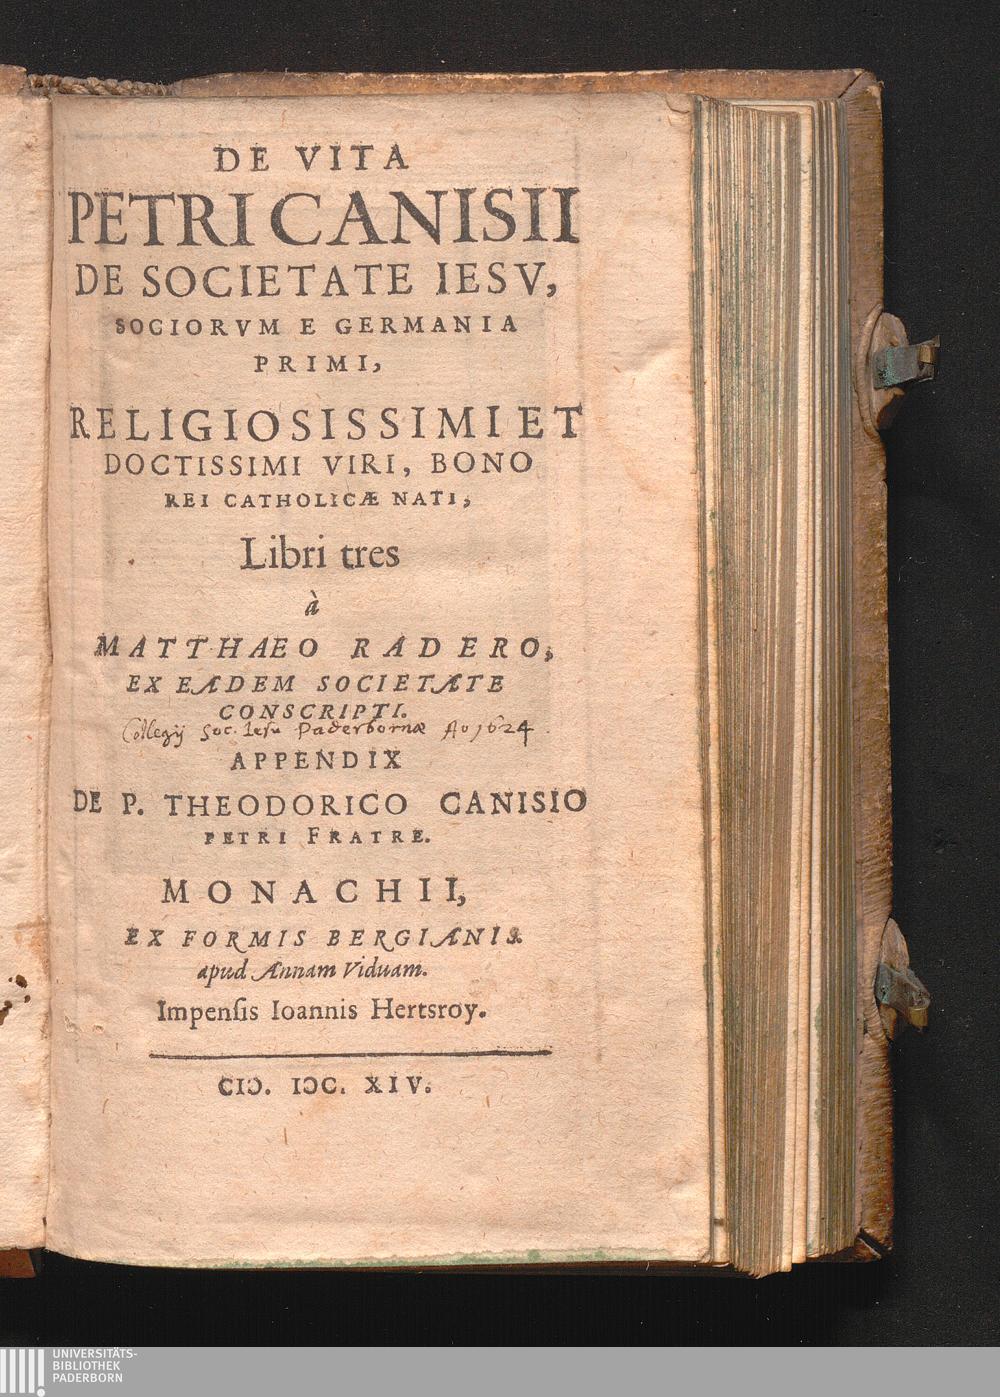 DE VITA
PETRI CANISII
DE SOCIETATE IESV,
SOCIORVM E GERMANIA
PRIMI,
RELIGIOSISSIMI ET
DOCTISSIMI VIRI, BONO
REI CATHOLICÆ NATI,
Libri tres
à
MATTHAEO RADERO,
EX EADEM SOCIETATE
CONSCRIPTI.
Collegij Soc. Iesu Paderbornæ Ao 1624.
APPENDIX
DE P. THEODORICO CANISIO
PETRI FRATRE.
MONACHII,
EX FORMIS BERGIANIS.
apud Annam Viduam.
Impenſis Ioannis Hertsroy.
CIↃ. IↃC. XIV.
UNIVERSITÄTS-
BIBLIOTHEK
PADERBORN